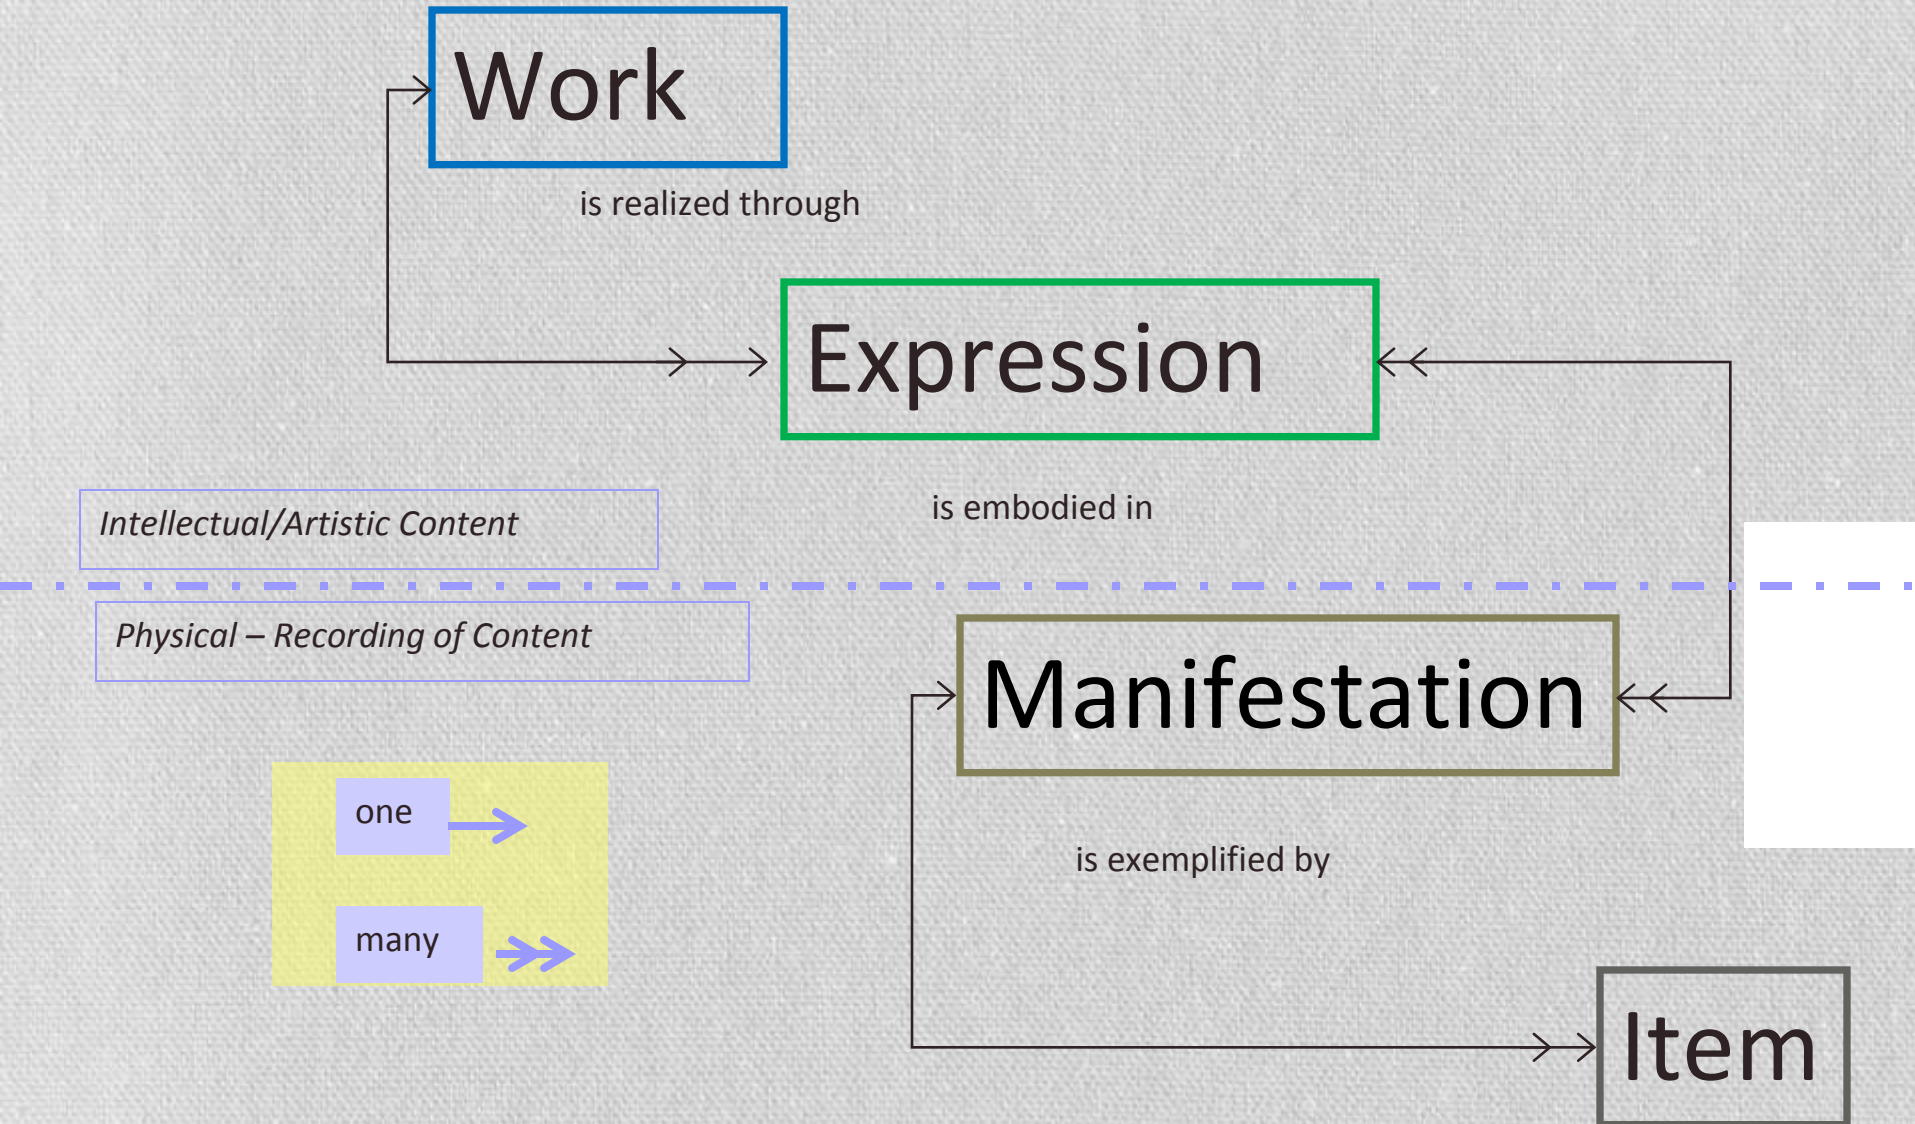 Work
is realized through
Expression
Intellectual/Artistic Content
is embodied in
Physical – Recording of Content
Manifestation
one
is exemplified by
many
Item